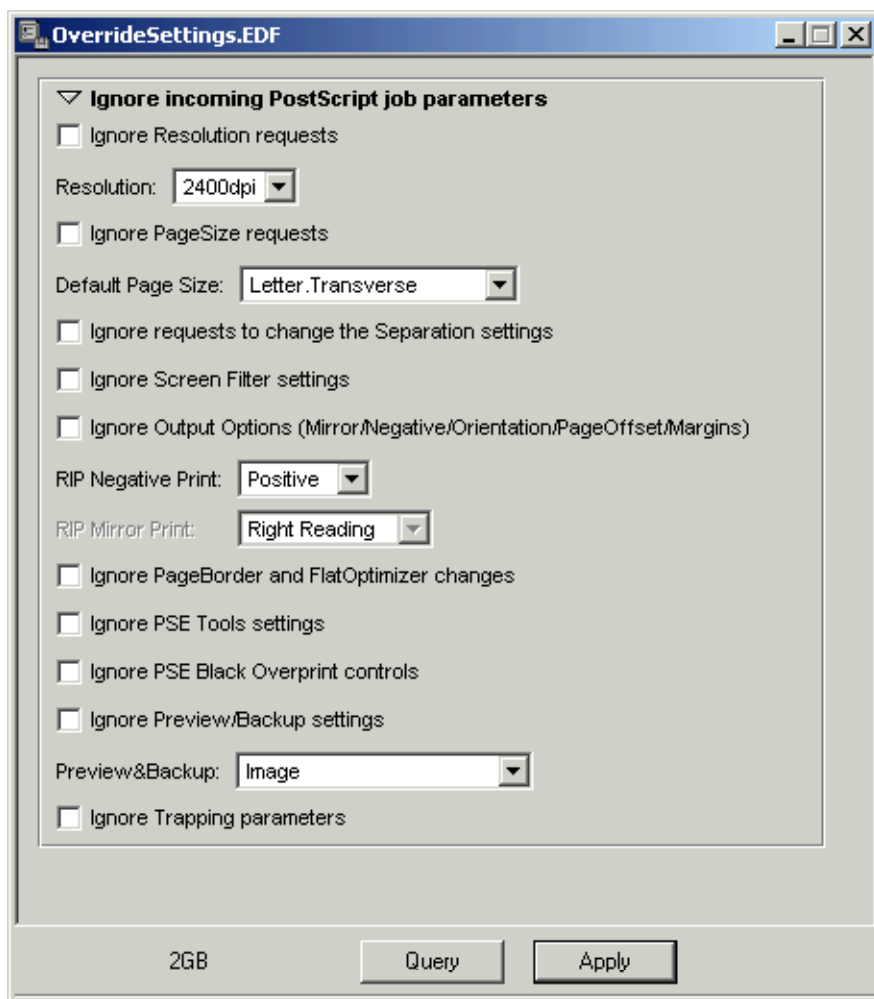 OverrideSettings.EDF
Ignore incoming PostScript job parameters
Ignore Resolution requests
Resolution: 2400dpi
Ignore PageSize requests
Default Page Size: Letter.Transverse
Ignore requests to change the Separation settings
Ignore Screen Filter settings
Ignore Output Options (Mirror/Negative/Orientation/PageOffset/Margins)
RIP Negative Print: Positive
RIP Mirror Print: Right Reading
Ignore PageBorder and FlatOptimizer changes
Ignore PSE Tools settings
Ignore PSE Black Overprint controls
Ignore Preview/Backup settings
Preview&Backup: Image
Ignore Trapping parameters
2GB Query Apply